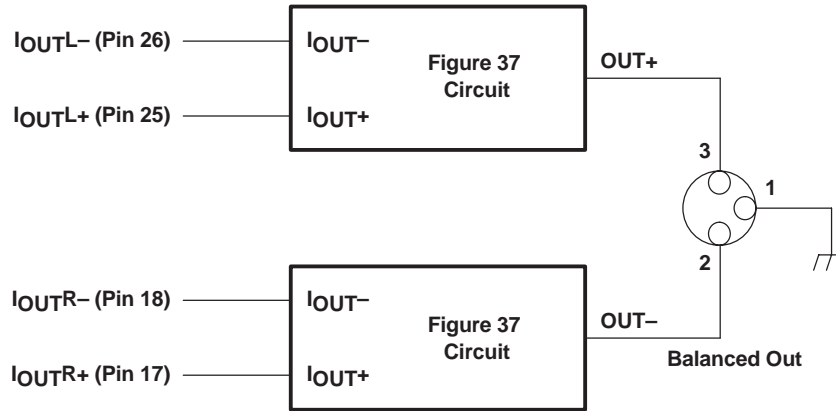 IOUTL– (Pin 26)
IOUT–
Figure 37
Circuit
OUT+
IOUTL+ (Pin 25)
IOUT+
3
1
2
IOUTR– (Pin 18)
IOUT–
Figure 37
Circuit
OUT–
Balanced Out
IOUTR+ (Pin 17)
IOUT+